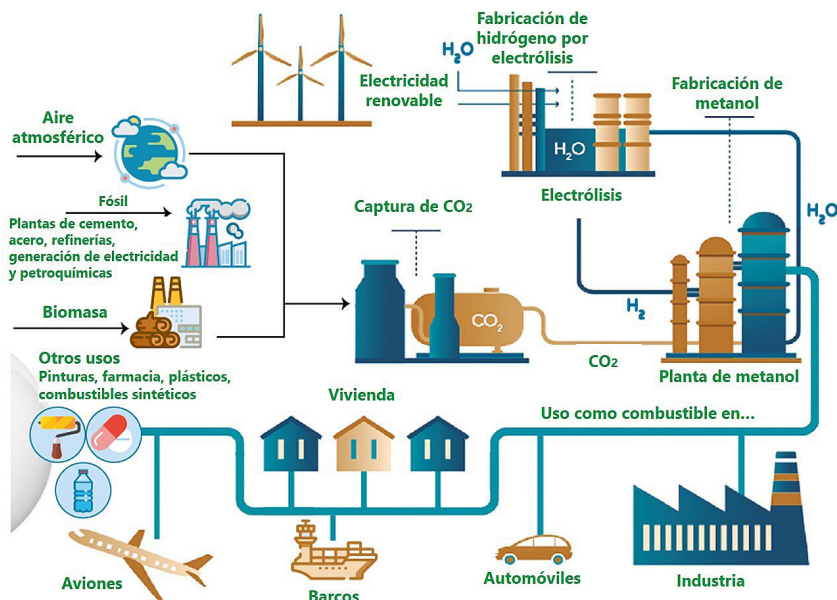 Fabricación de
hidrógeno por
electrólisis
H₂O
Electricidad
renovable
Fabricación de
metanol
Aire
atmosférico
H₂O
Electrólisis
Fósil
Plantas de cemento,
acero, refinerías,
generación de electricidad
y petroquímicas
Captura de CO2
H₂O
Biomasa
H₂
CO₂
CO2
Planta de metanol
Otros usos
Pinturas, farmacia, plásticos,
combustibles sintéticos
Vivienda
Uso como combustible en...
Aviones
Barcos
Automóviles
Industria